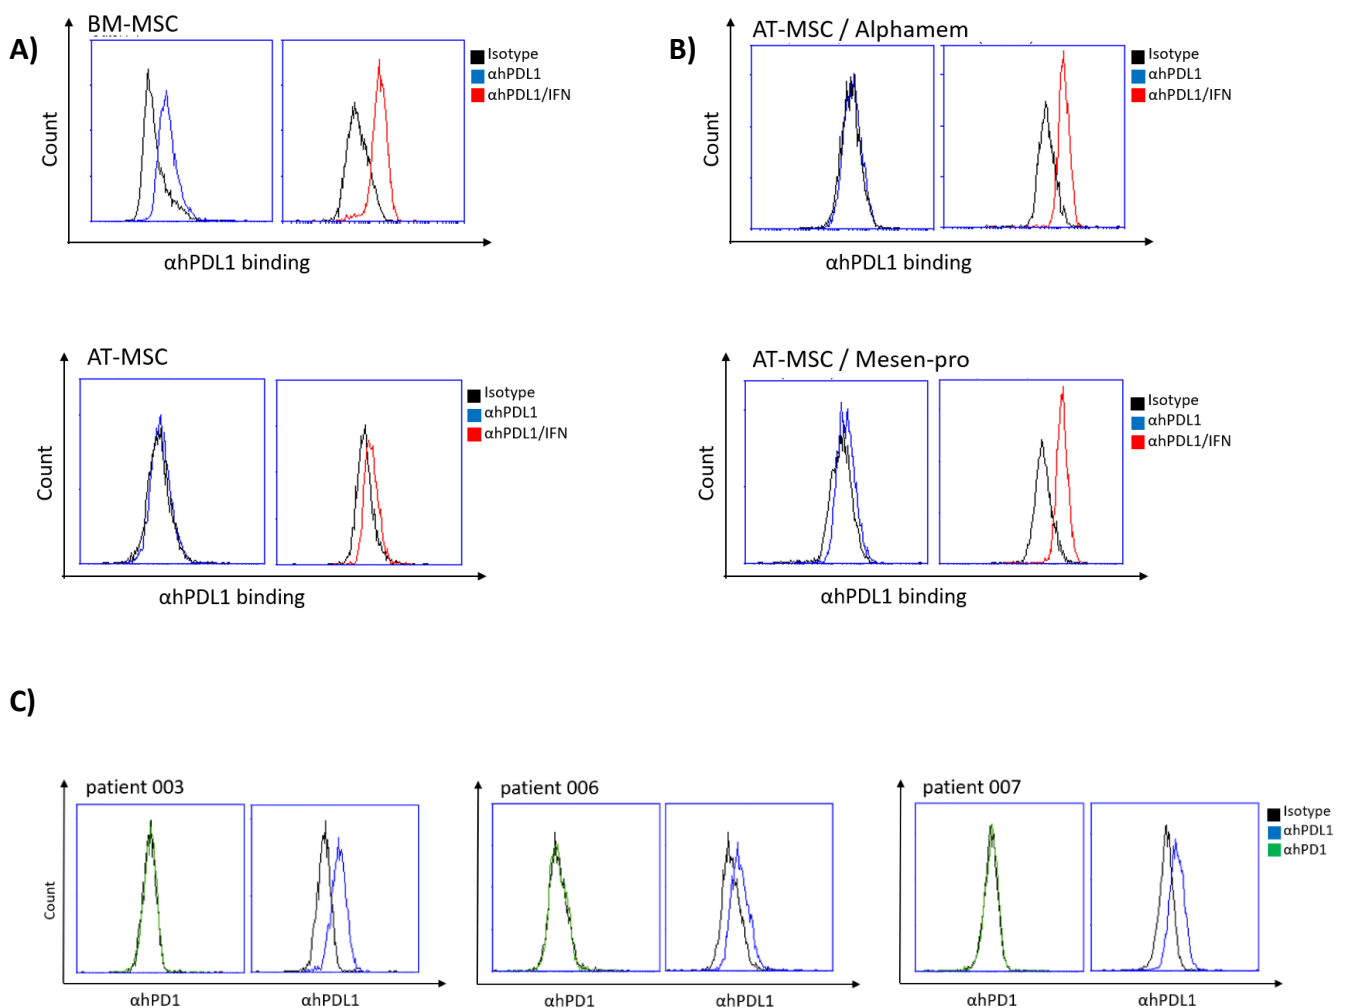 A)
BM-MSC
Isotype
αhPDL1
αhPDL1/IFN
Count
αhPDL1 binding
AT-MSC
Isotype
αhPDL1
αhPDL1/IFN
Count
αhPDL1 binding
B)
AT-MSC / Alphamem
Isotype
αhPDL1
αhPDL1/IFN
Count
αhPDL1 binding
AT-MSC / Mesen-pro
Isotype
αhPDL1
αhPDL1/IFN
Count
αhPDL1 binding
C)
patient 003
Count
αhPD1 αhPDL1
patient 006
αhPD1 αhPDL1
patient 007
Isotype
αhPDL1
αhPD1
αhPD1 αhPDL1